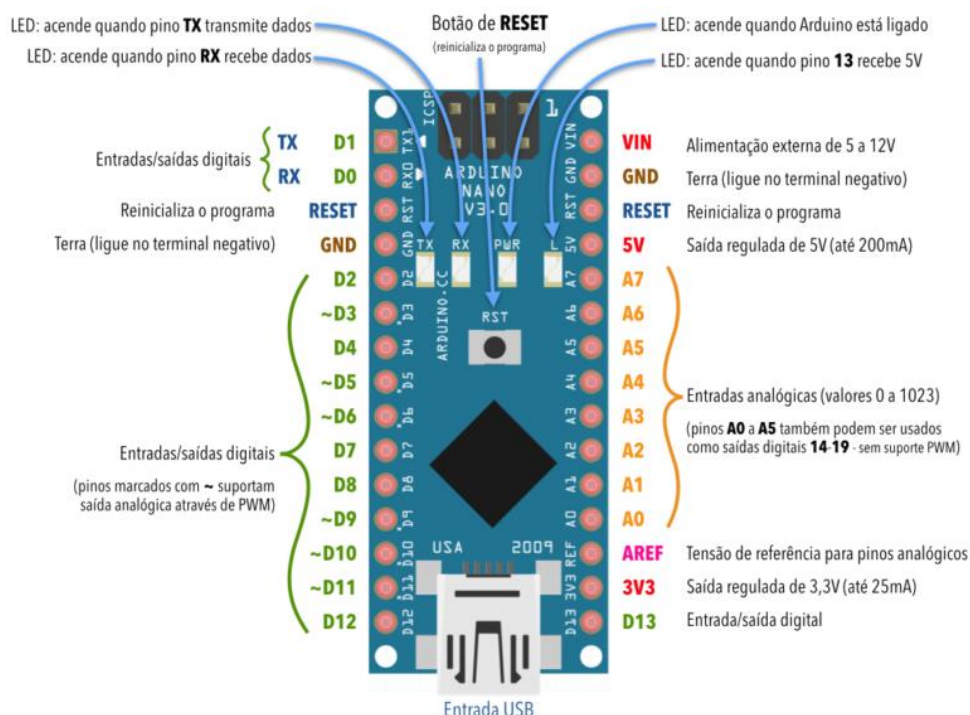 LED: acende quando pino TX transmite dados
LED: acende quando pino RX recebe dados
Botão de RESET
(reinicializa o programa)
LED: acende quando Arduino está ligado
LED: acende quando pino 13 recebe 5V
Entradas/saídas digitais
TX D1
RX D0
Reinicializa o programa RESET
Terra (ligue no terminal negativo) GND
D2
~D3
D4
~D5
~D6
D7
D8
~D9
~D10
~D11
D12
Entradas/saídas digitais
(pinos marcados com ~ suportam
saída analógica através de PWM)
ICSP
1
ARDUINO
NANO
V3.0
TX RX PWR L
ARDUINO.CC
RST
USA 2009
TX1
RX0
RST
GND
D2
D3
D4
D5
D6
D7
D8
D9
D10
D11
D12
VIN
GND
RST
5V
A7
A6
A5
A4
A3
A2
A1
A0
REF
3V3
D13
VIN Alimentação externa de 5 a 12V
GND Terra (ligue no terminal negativo)
RESET Reinicializa o programa
5V Saída regulada de 5V (até 200mA)
A7
A6
A5
A4
A3
A2
A1
A0
Entradas analógicas (valores 0 a 1023)
(pinos A0 a A5 também podem ser usados
como saídas digitais 14-19 - sem suporte PWM)
AREF Tensão de referência para pinos analógicos
3V3 Saída regulada de 3,3V (até 25mA)
D13 Entrada/saída digital
Entrada USB